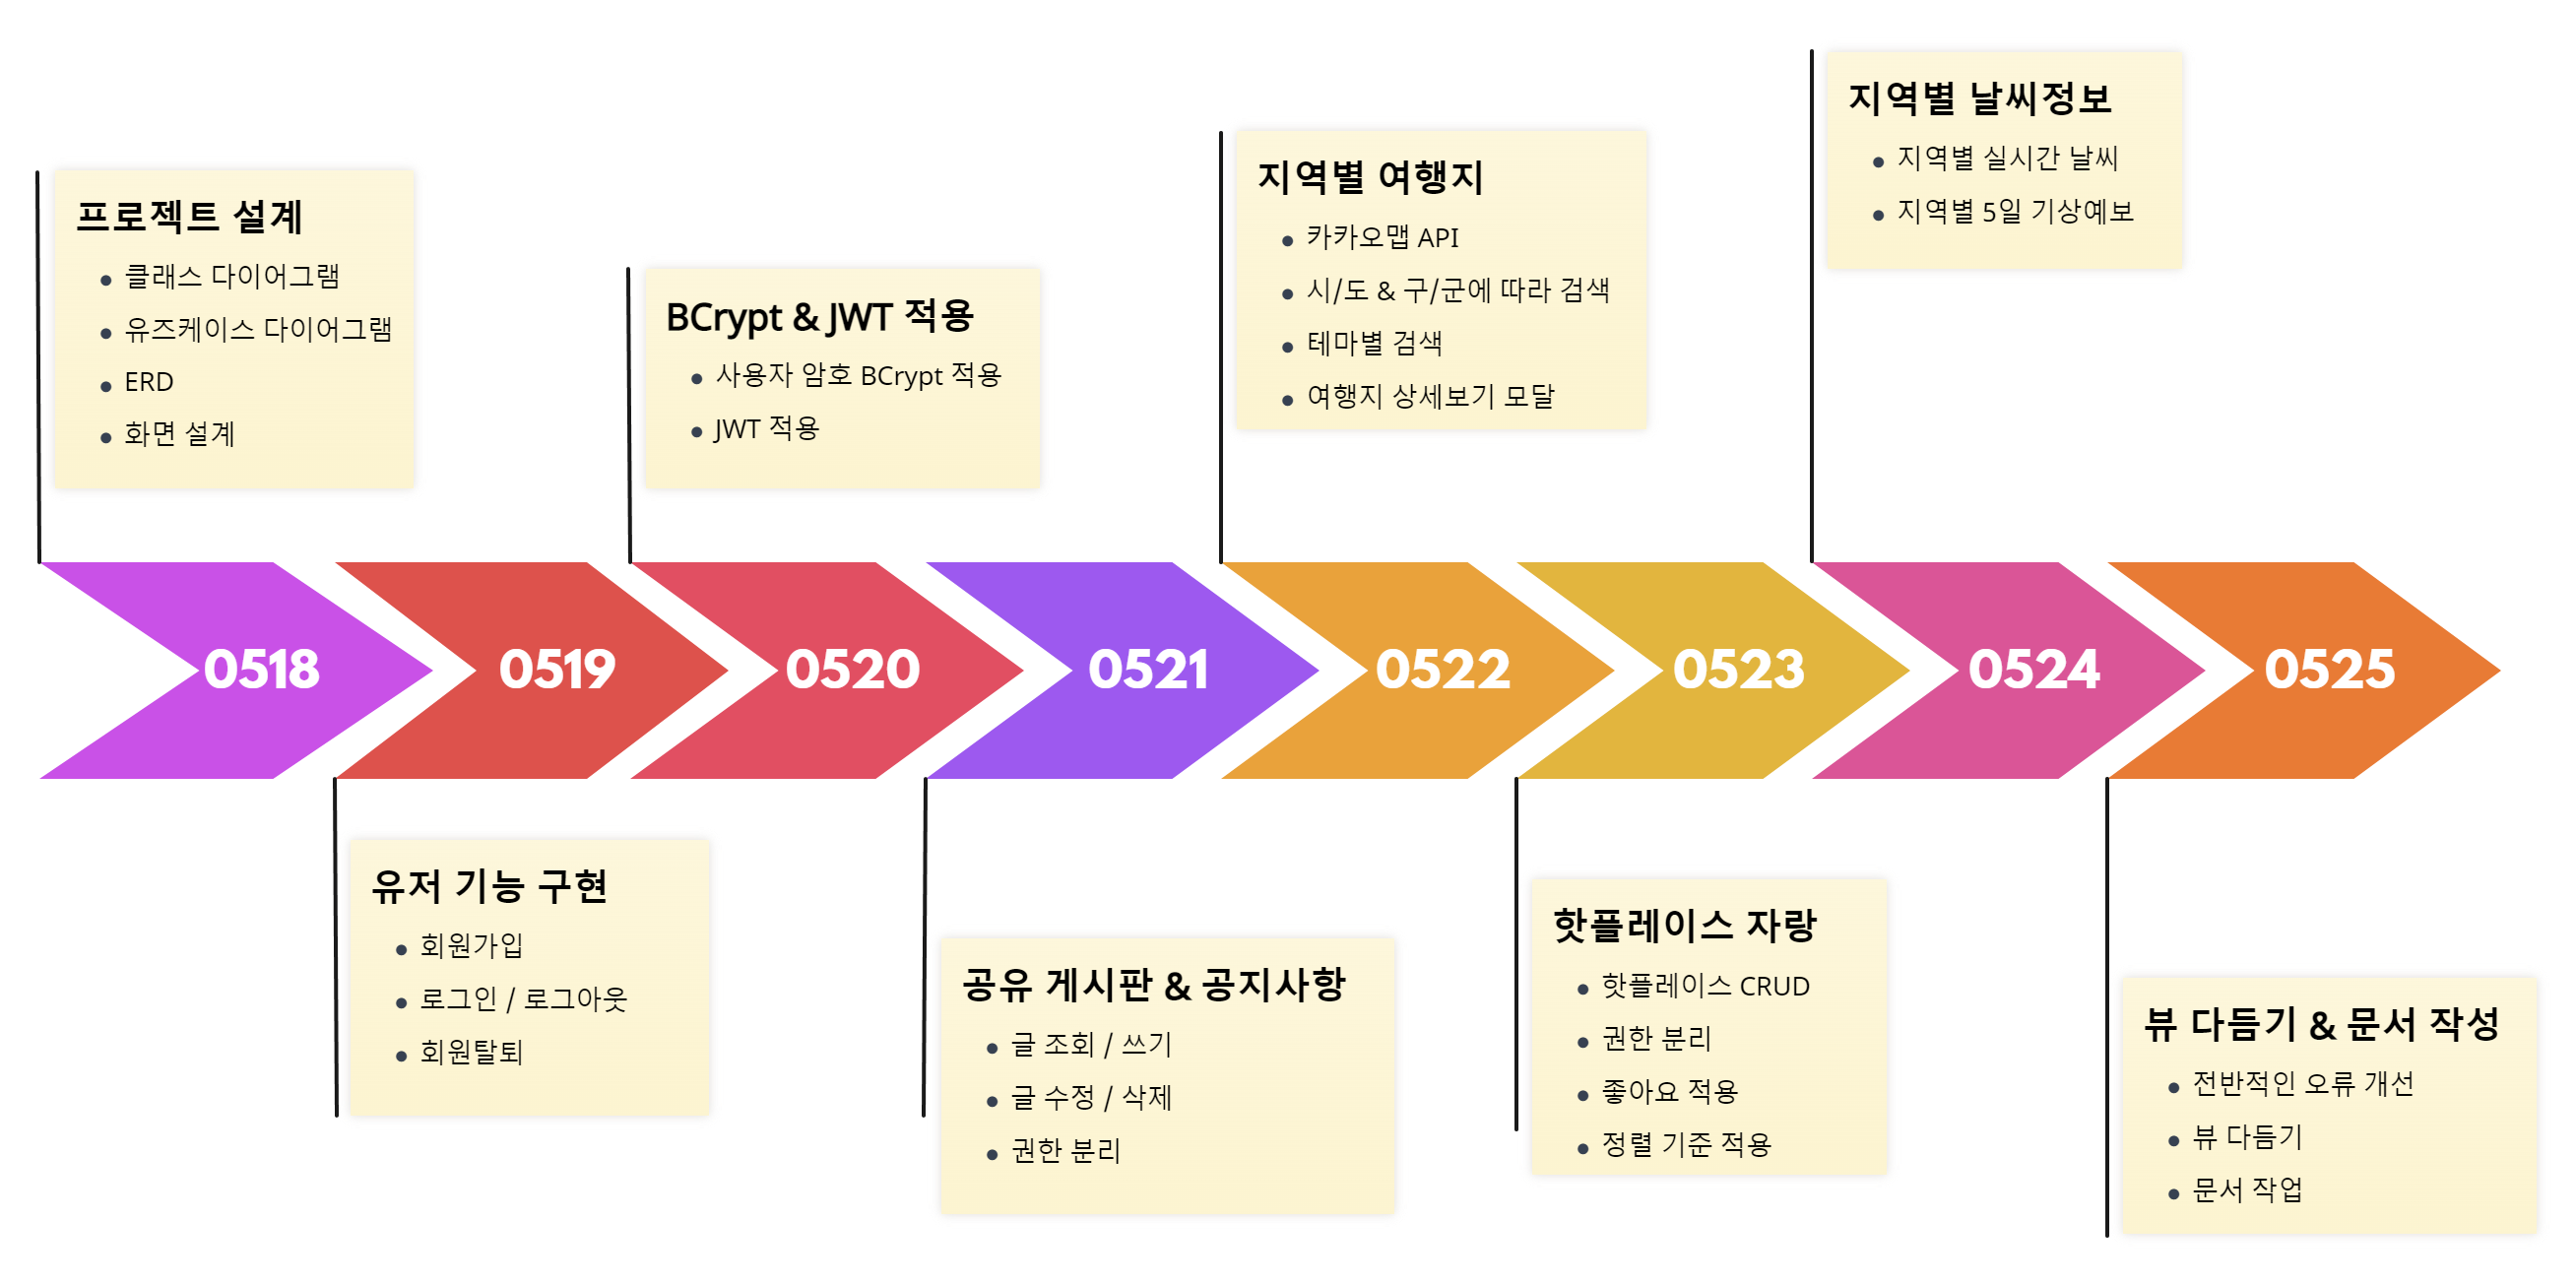 프로젝트 설계
클래스 다이어그램
유즈케이스 다이어그램
ERD
화면 설계
BCrypt & JWT 적용
사용자 암호 BCrypt 적용
JWT 적용
지역별 여행지
카카오맵 API
시/도 & 구/군에 따라 검색
테마별 검색
여행지 상세보기 모달
지역별 날씨정보
지역별 실시간 날씨
지역별 5일 기상예보
0518
0519
0520
0521
0522
0523
0524
0525
유저 기능 구현
회원가입
로그인 / 로그아웃
회원탈퇴
공유 게시판 & 공지사항
글 조회 / 쓰기
글 수정 / 삭제
권한 분리
핫플레이스 자랑
핫플레이스 CRUD
권한 분리
좋아요 적용
정렬 기준 적용
뷰 다듬기 & 문서 작성
전반적인 오류 개선
뷰 다듬기
문서 작업